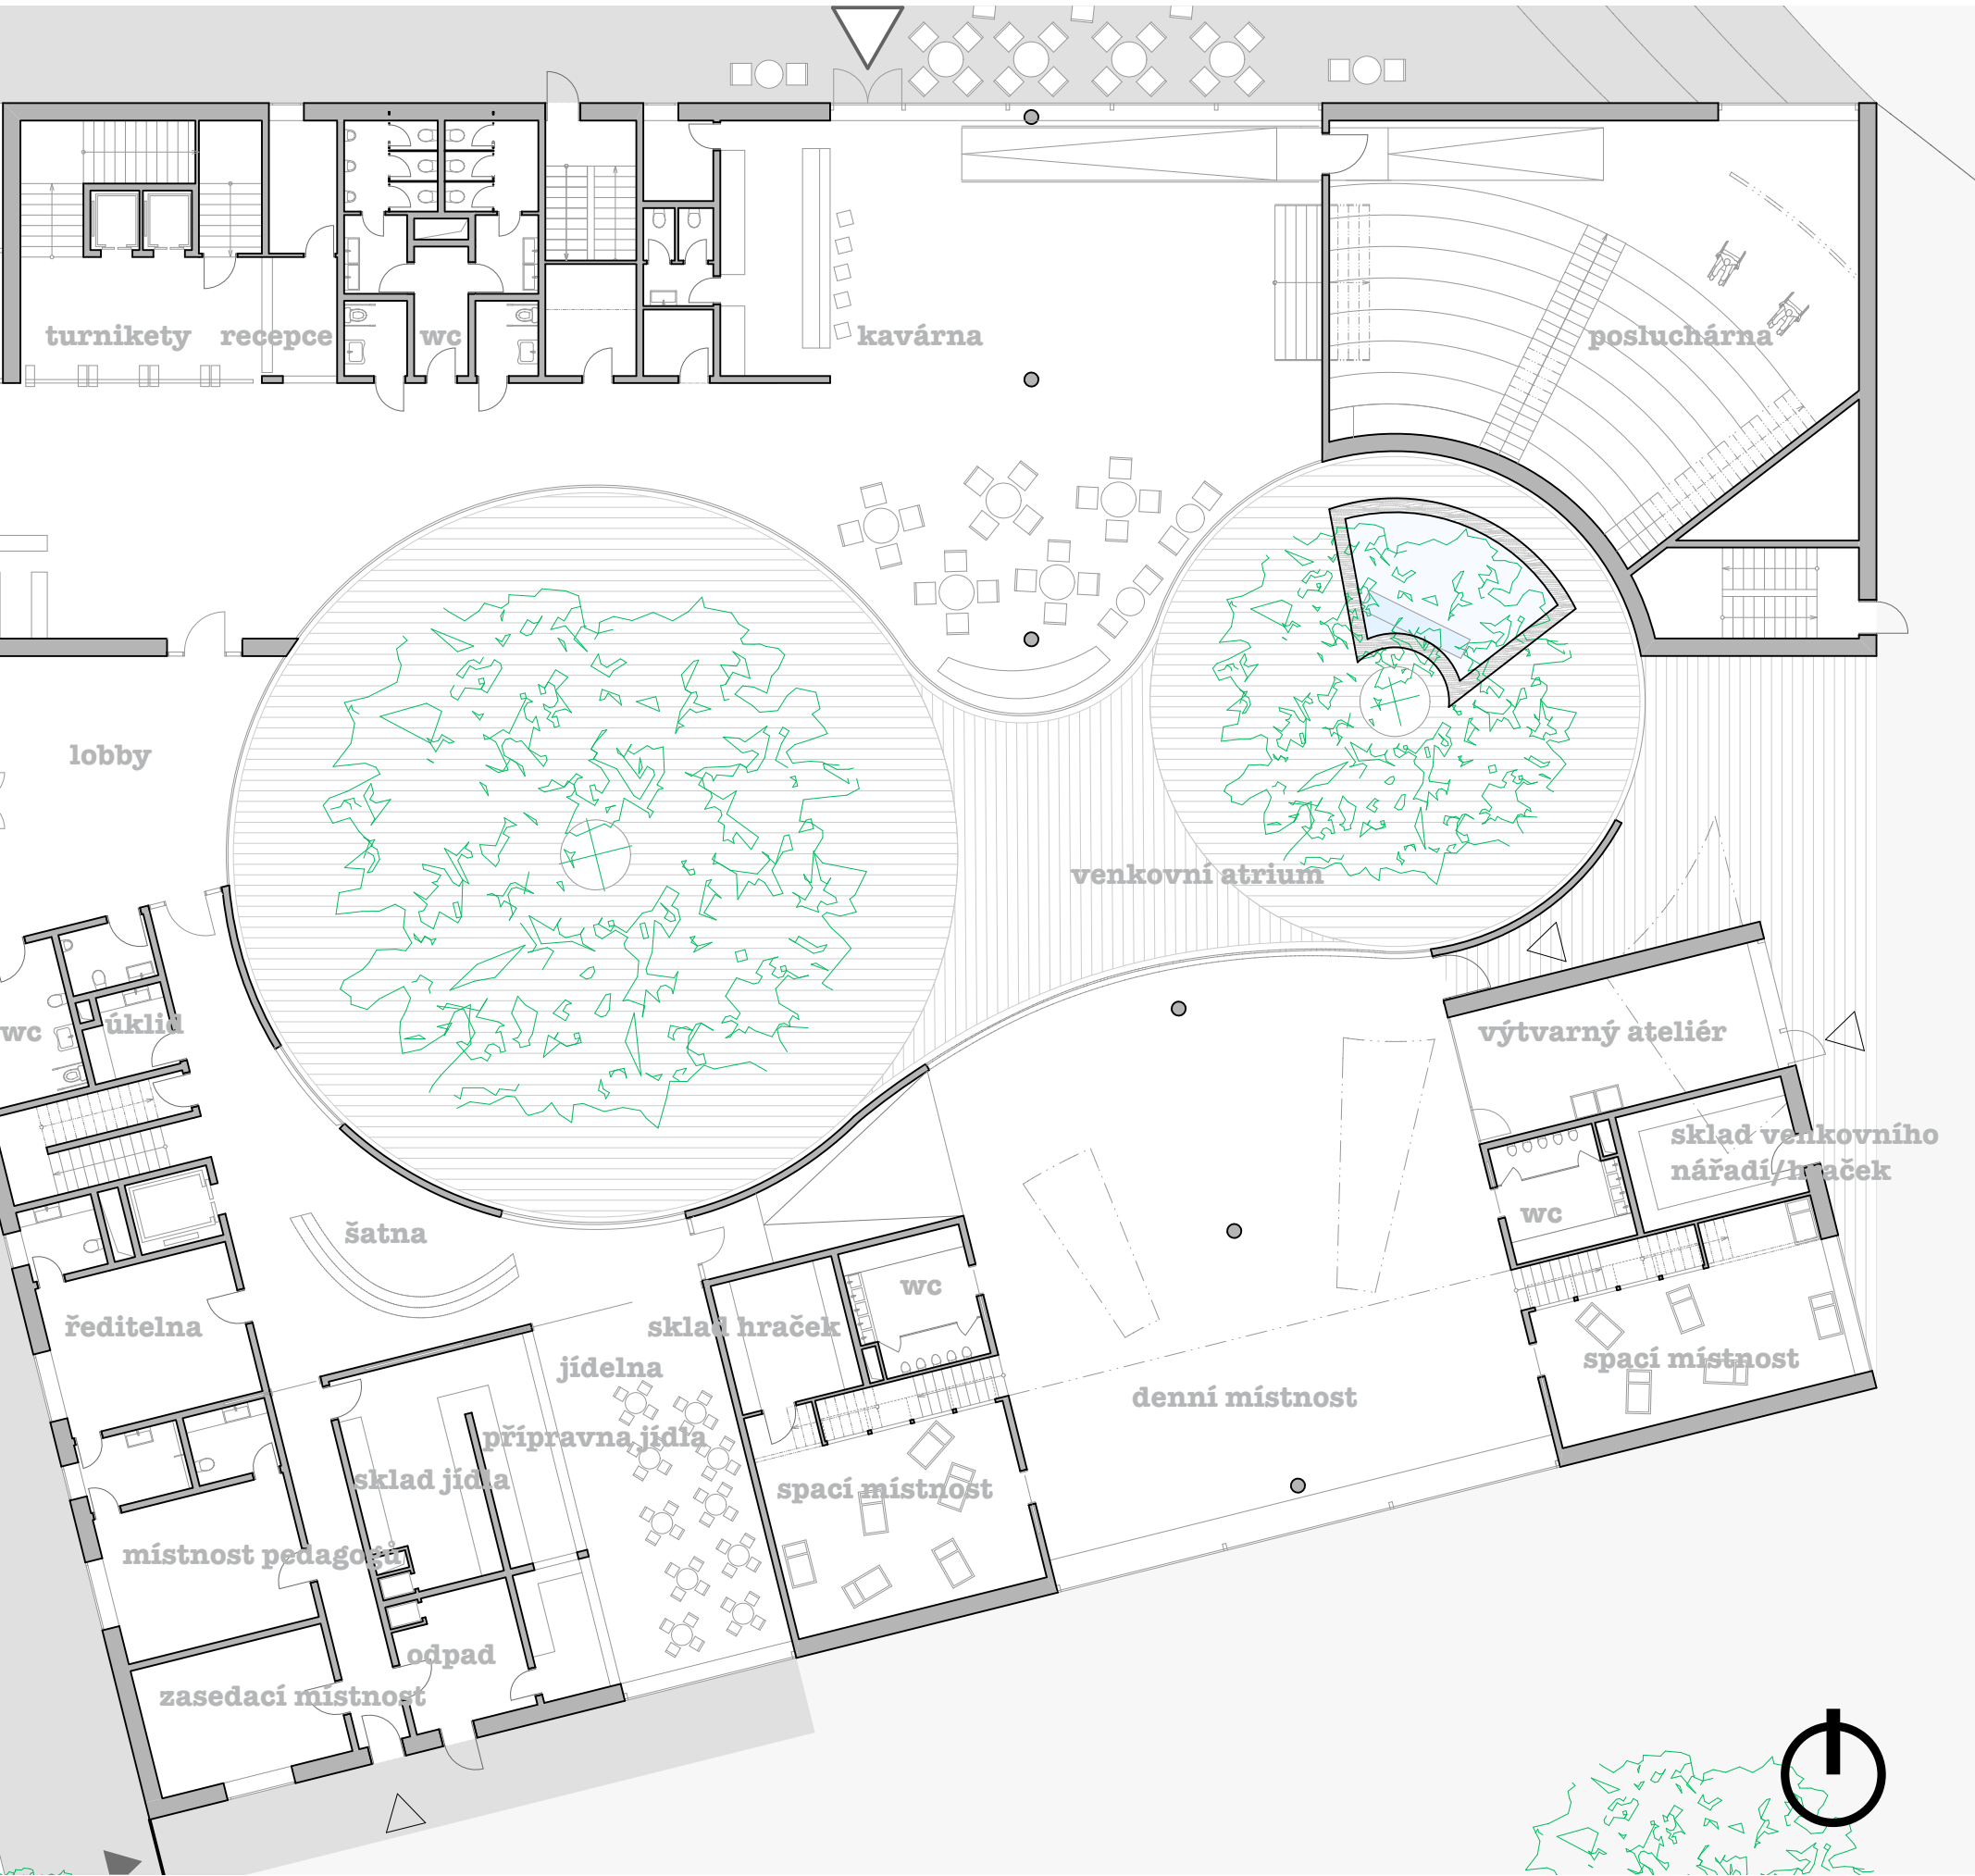 turnikety
recepce
wc
kavárna
posluchárna
lobby
venkovní atrium
wc
úklid
výtvarný ateliér
sklad venkovního
nářadí/hraček
wc
šatna
wc
ředitelna
sklad hraček
spací místnost
jídelna
denní místnost
přípravna jídla
sklad jídla
spací místnost
místnost pedagogů
odpad
zasedací místnost